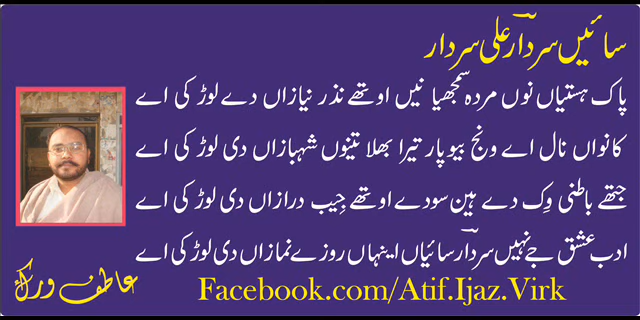 سائیں سردار علی سردار
پاک ہستیاں نوں مردہ سمجھیا نیں اوتھے نذر نیازاں دے لوڑ کی اے
کانواں نال اے ونج بیوپار تیرا بھلا تینوں شہبازاں دی لوڑ کی اے
جتھے باطنی وِک دے ہین سودے اوتھے جِیب درازاں دی لوڑ کی اے
ادب عشق جے نہیں سردار سائیاں اینہاں روزے نمازاں دی لوڑ کی اے
عاطف ورک
Facebook.com/Atif.Ijaz.Virk